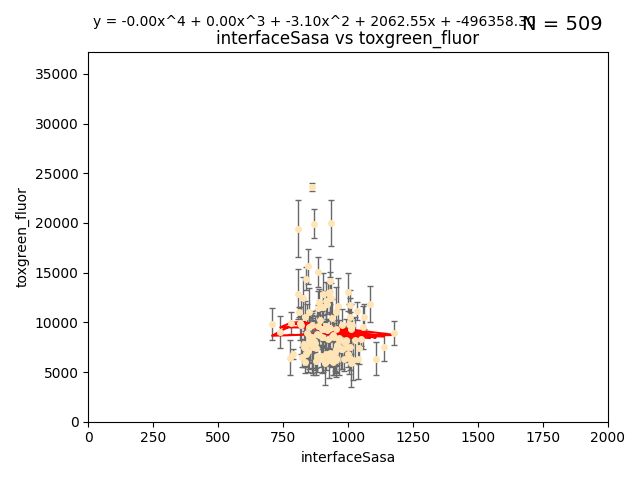 y = -0.00x^4 + 0.00x^3 + -3.10x^2 + 2062.55x + -496358.30
N = 509
interfaceSasa vs toxgreen_fluor
35000
30000
25000
20000
15000
10000
5000
0
toxgreen_fluor
0 250 500 750 1000 1250 1500 1750 2000
interfaceSasa